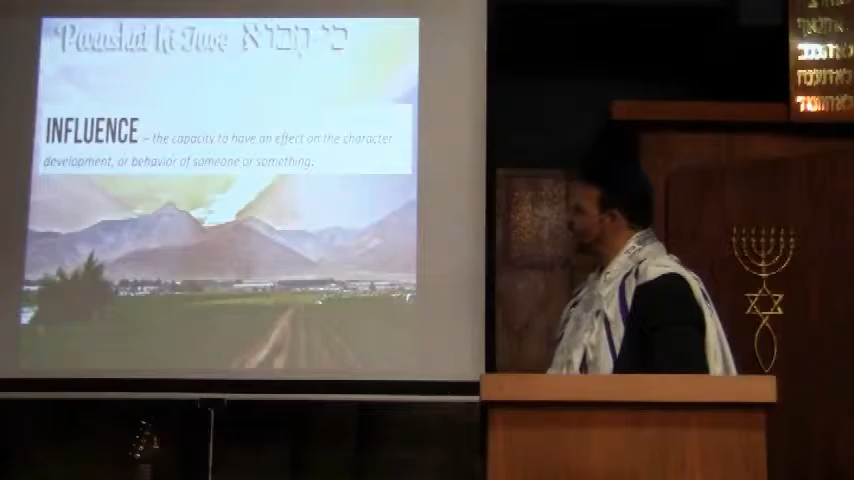 Parashat Ki Tavo כי-תבוא
INFLUENCE – the capacity to have an effect on the character
development, or behavior of someone or something.